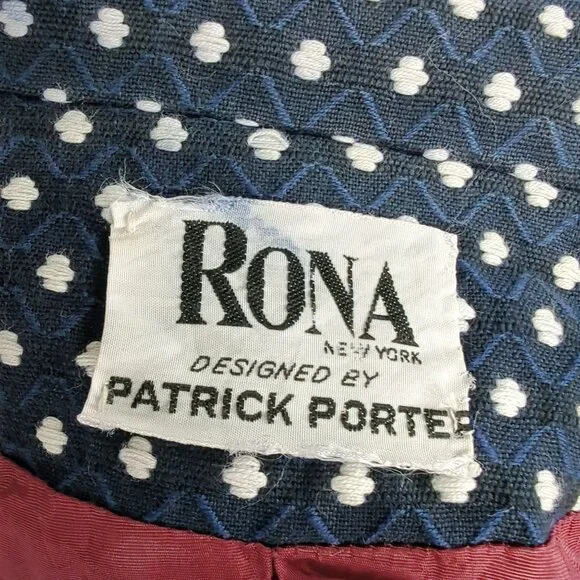 RONA
NEW YORK
DESIGNED BY
PATRICK PORTER